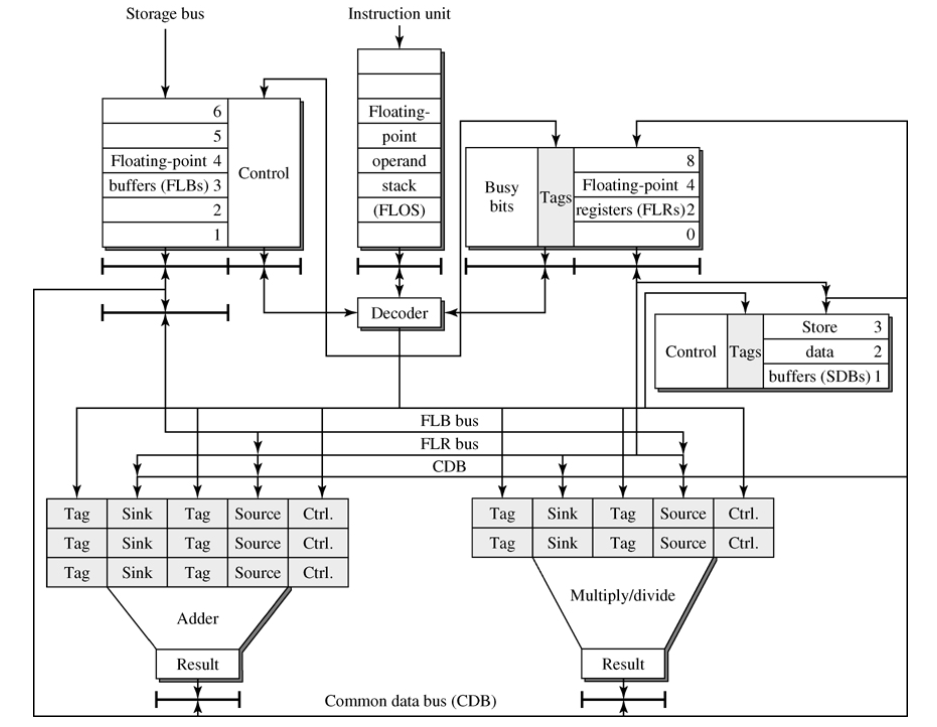 Storage bus
Instruction unit
6
5
Floating-point 4
buffers (FLBs) 3
2
1
Control
Floating-
point
operand
stack
(FLOS)
Busy
bits
Tags
8
Floating-point 4
registers (FLRs) 2
0
Decoder
Control
Tags
Store 3
data 2
buffers (SDBs) 1
FLB bus
FLR bus
CDB
Tag Sink Tag Source Ctrl.
Tag Sink Tag Source Ctrl.
Tag Sink Tag Source Ctrl.
Adder
Result
Tag Sink Tag Source Ctrl.
Tag Sink Tag Source Ctrl.
Multiply/divide
Result
Common data bus (CDB)